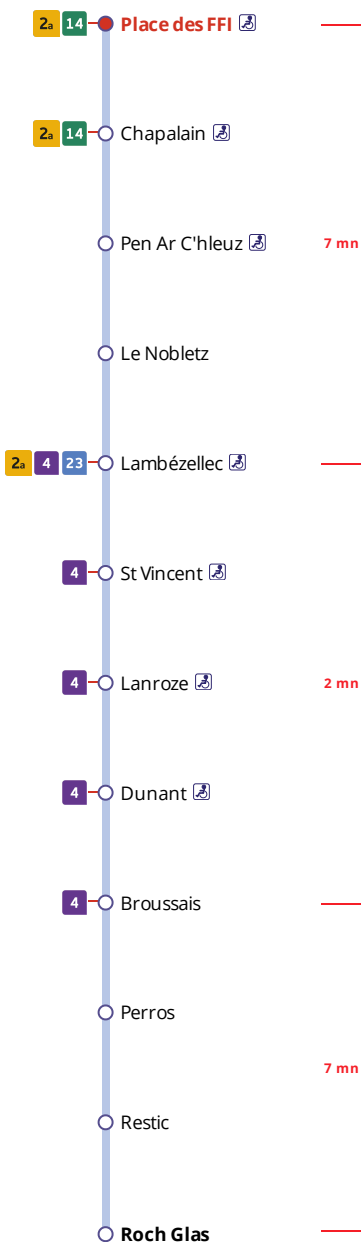 2a 14 Place des FFI
2a 14 Chapalain
Pen Ar C'hleuz 7 mn
Le Nobletz
2a 4 23 Lambézellec
4 St Vincent
4 Lanroze 2 mn
4 Dunant
4 Broussais
Perros
7 mn
Restic
Roch Glas